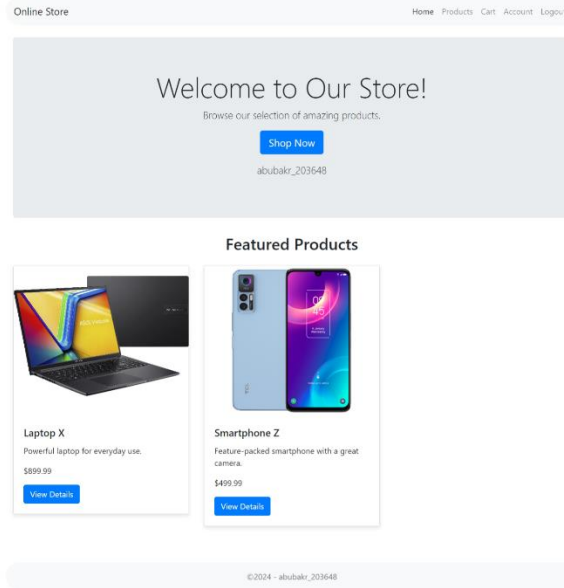 Online Store
Home Products Cart Account Logout
Welcome to Our Store!
Browse our selection of amazing products.
Shop Now
abubakr_203648
Featured Products
Laptop X
Powerful laptop for everyday use.
$899.99
View Details
Smartphone Z
Feature-packed smartphone with a great
camera.
$499.99
View Details
©2024 - abubakr_203648